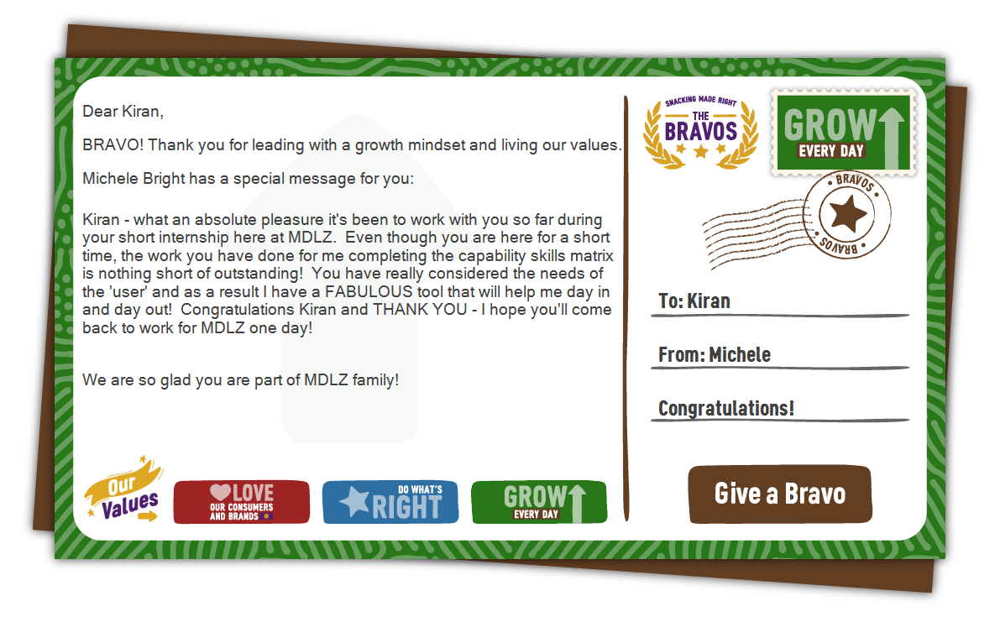 Dear Kiran,
BRAVO! Thank you for leading with a growth mindset and living our values.
Michele Bright has a special message for you:
Kiran - what an absolute pleasure it's been to work with you so far during
your short internship here at MDLZ.  Even though you are here for a short
time, the work you have done for me completing the capability skills matrix
is nothing short of outstanding!  You have really considered the needs of
the 'user' and as a result I have a FABULOUS tool that will help me day in
and day out!  Congratulations Kiran and THANK YOU - I hope you'll come
back to work for MDLZ one day!
We are so glad you are part of MDLZ family!
Our
Values
LOVE
OUR CONSUMERS
AND BRANDS
DO WHAT'S
RIGHT
GROW
EVERY DAY
SNACKING MADE RIGHT
THE
BRAVOS
GROW
EVERY DAY
BRAVOS
BRAVOS
To: Kiran
From: Michele
Congratulations!
Give a Bravo